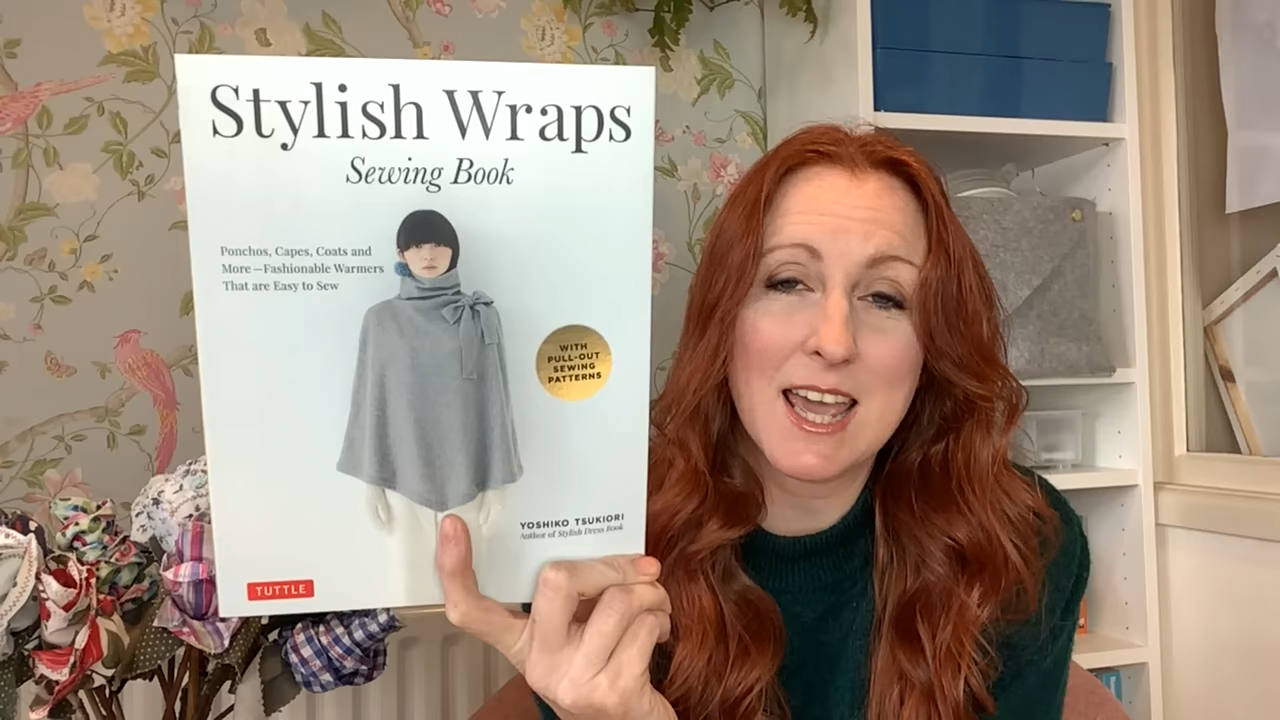 Stylish Wraps
Sewing Book
Ponchos, Capes, Coats and
More—Fashionable Warmers
That are Easy to Sew
WITH
PULL-OUT
SEWING
PATTERNS
YOSHIKO TSUKIORI
Author of Stylish Dress Book
TUTTLE